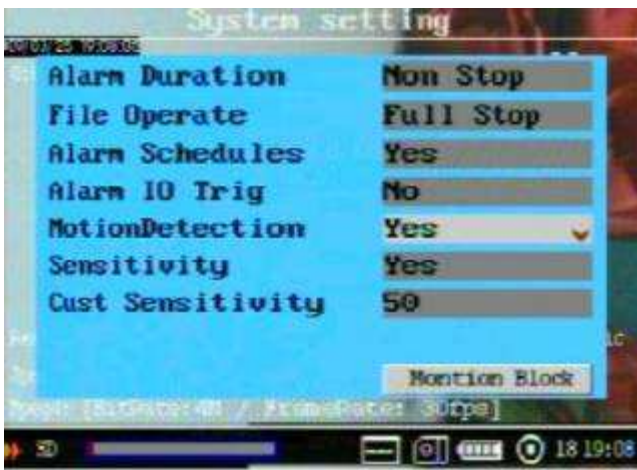 System setting
Alarm Duration Non Stop
File Operate Full Stop
Alarm Schedules Yes
Alarm IO Trig No
MotionDetection Yes
Sensitivity Yes
Cust Sensitivity 50
Montion Block
30fps]
18 19:08